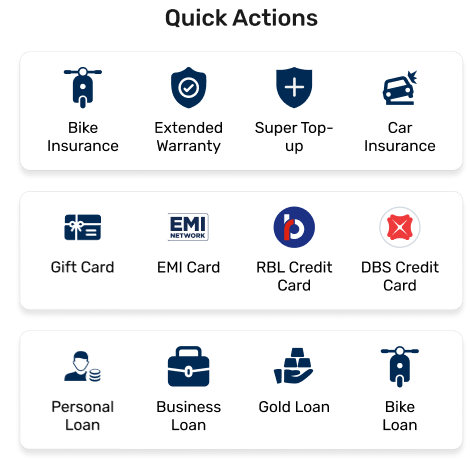 Quick Actions
Bike
Insurance
Extended
Warranty
Super Top-
up
Car
Insurance
Gift Card
EMI
NETWORK
EMI Card
RBL Credit
Card
DBS Credit
Card
Personal
Loan
Business
Loan
Gold Loan
Bike
Loan